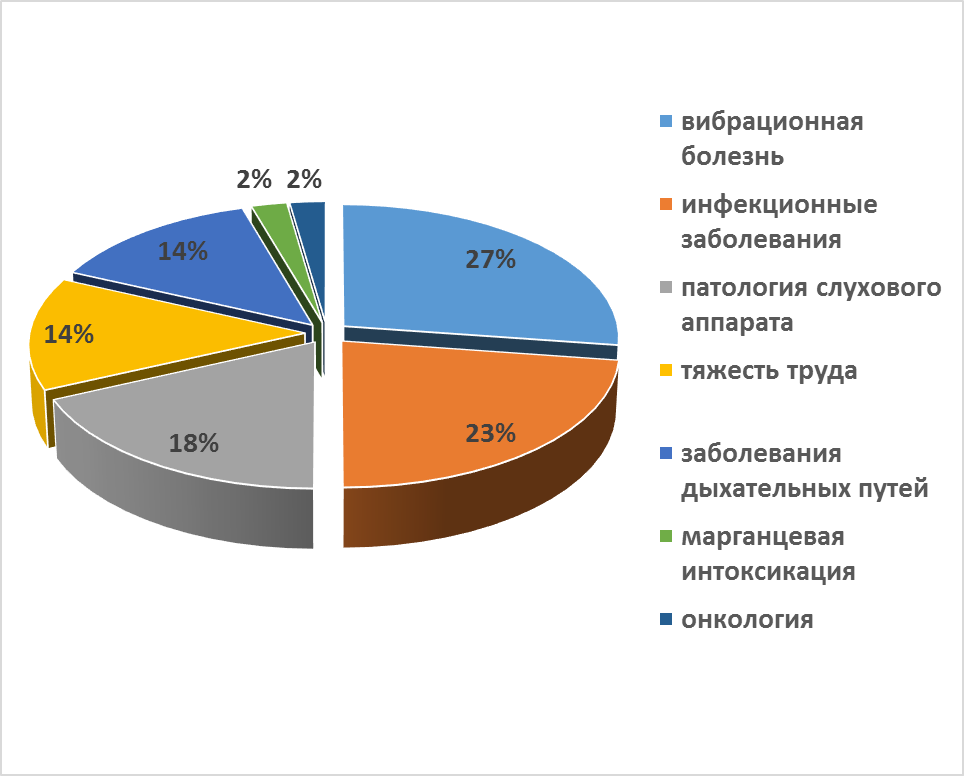 2%
2%
27%
14%
14%
18%
23%
вибрационная
болезнь
инфекционные
заболевания
патология слухового
аппарата
тяжесть труда
заболевания
дыхательных путей
марганцевая
интоксикация
онкология